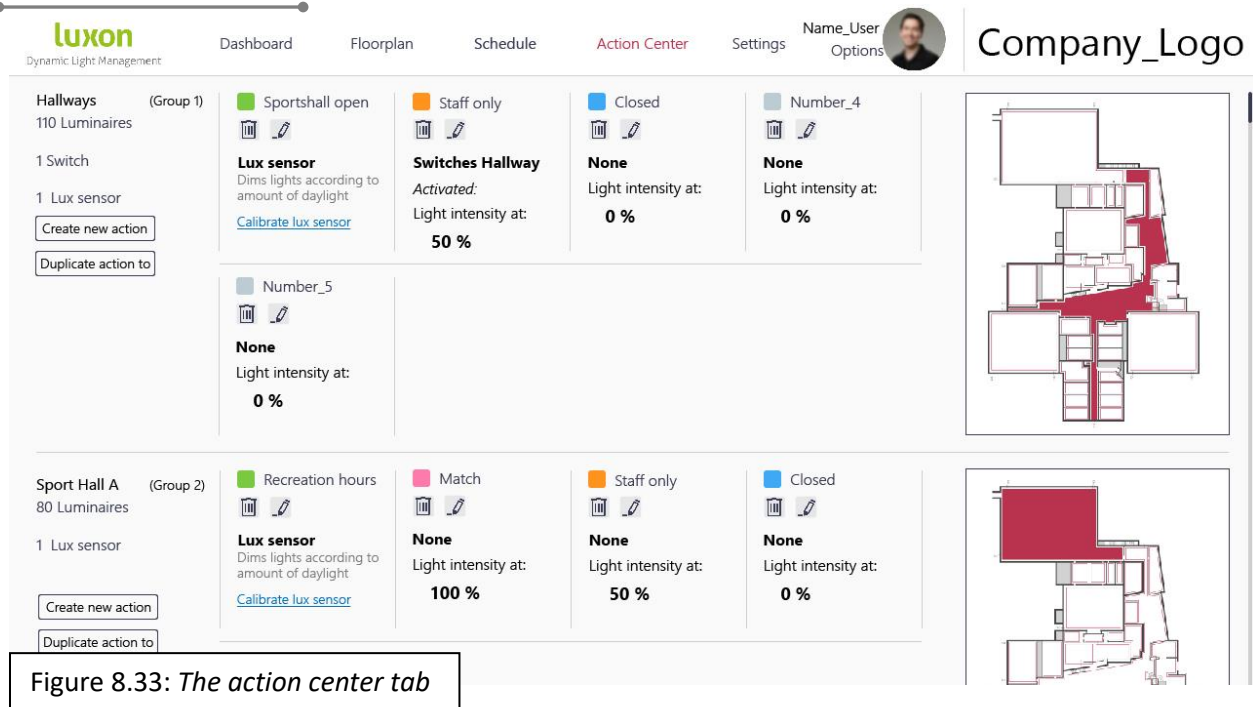 luxon
Dynamic Light Management
Dashboard
Floorplan
Schedule
Action Center
Settings
Name_User
Options
Company_Logo
Hallways (Group 1)
110 Luminaires
1 Switch
1 Lux sensor
Create new action
Duplicate action to
Sportshall open
Lux sensor
Dims lights according to
amount of daylight
Calibrate lux sensor
Staff only
Switches Hallway
Activated:
Light intensity at:
50 %
Closed
None
Light intensity at:
0 %
Number_4
None
Light intensity at:
0 %
Number_5
None
Light intensity at:
0 %
Sport Hall A (Group 2)
80 Luminaires
1 Lux sensor
Create new action
Duplicate action to
Recreation hours
Lux sensor
Dims lights according to
amount of daylight
Calibrate lux sensor
Match
None
Light intensity at:
100 %
Staff only
None
Light intensity at:
50 %
Closed
None
Light intensity at:
0 %
Figure 8.33: The action center tab